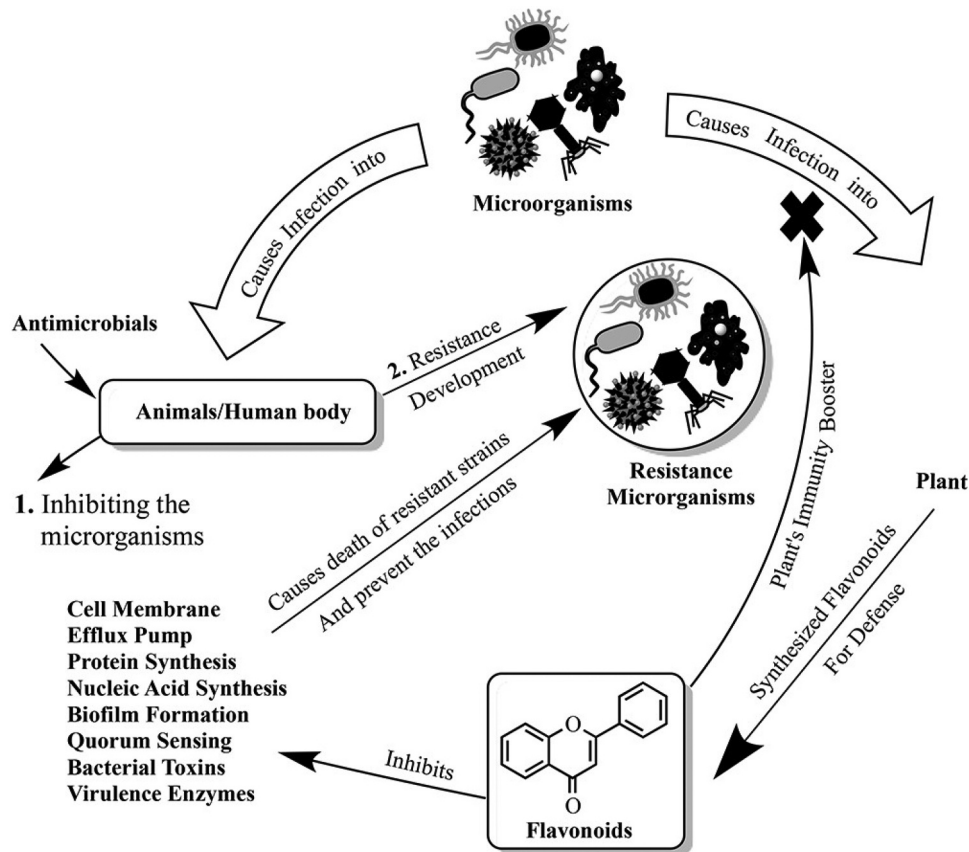 Microorganisms
Causes Infection into
Causes Infection into
Antimicrobials
Animals/Human body
1. Inhibiting the
microrganisms
2. Resistance
Development
Resistance
Microrganisms
Causes death of resistant strains
And prevent the infections
Plant's Immunity Booster
Plant
Synthesized Flavonoids
For Defense
Cell Membrane
Efflux Pump
Protein Synthesis
Nucleic Acid Synthesis
Biofilm Formation
Quorum Sensing
Bacterial Toxins
Virulence Enzymes
Inhibits
O
O
Flavonoids